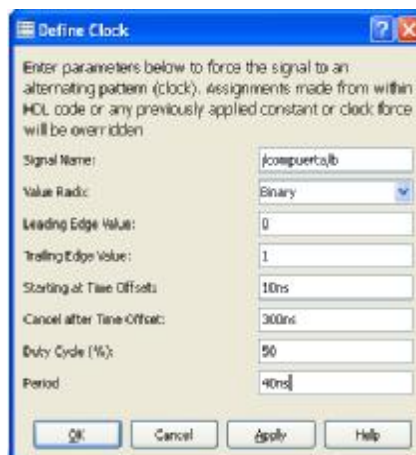 Define Clock
Enter parameters below to force the signal to an
alternating pattern (clock). Assignments made from within
HDL code or any previously applied constant or clock force
will be overridden
Signal Name: /compuerta/b
Value Radix: Binary
Leading Edge Value: 0
Trailing Edge Value: 1
Starting at Time Offset: 10ns
Cancel after Time Offset: 300ns
Duty Cycle (%): 50
Period 40ns
OK Cancel Apply Help